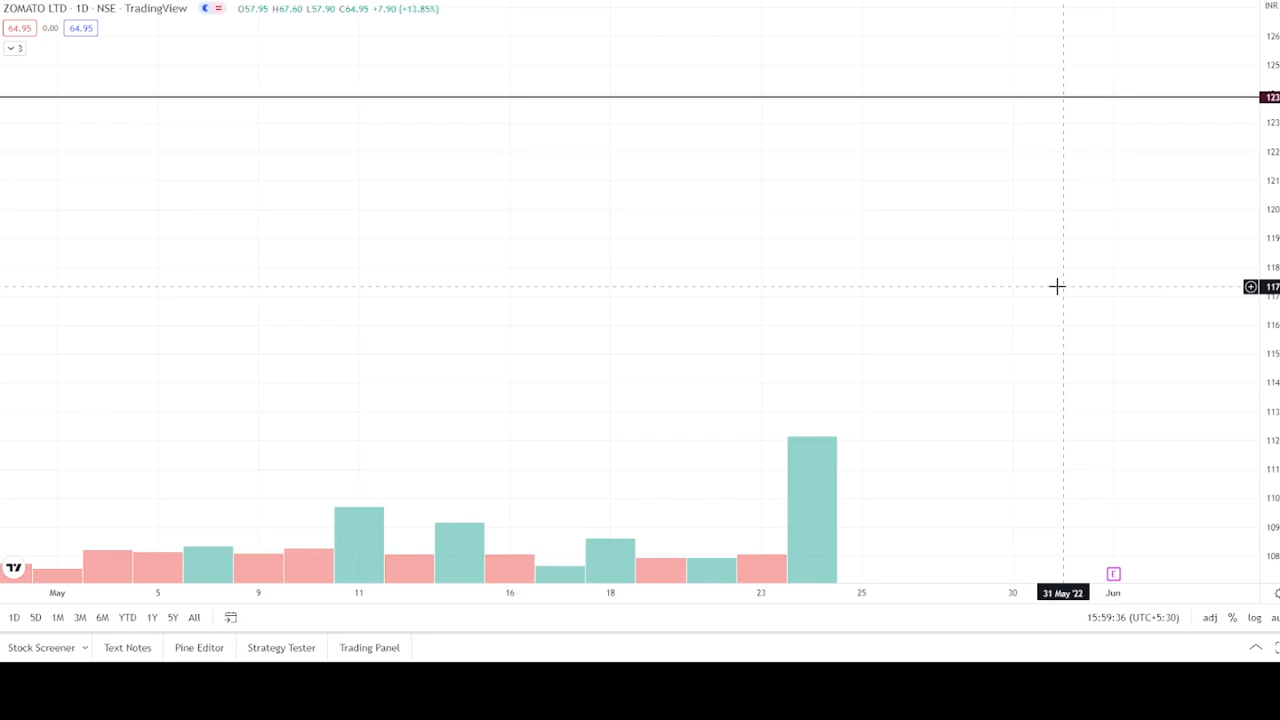 ZOMATO LTD · 1D · NSE · TradingView
O57.95 H67.60 L57.90 C64.95 +7.90 (+13.85%)
64.95 0.00 64.95
3
INR
126
125
123
123
122
121
120
119
118
117
117
116
115
114
113
112
111
110
109
108
E
May 5 9 11 16 18 23 25 30 31 May '22 Jun
1D 5D 1M 3M 6M YTD 1Y 5Y All
15:59:36 (UTC+5:30) adj % log
Stock Screener Text Notes Pine Editor Strategy Tester Trading Panel